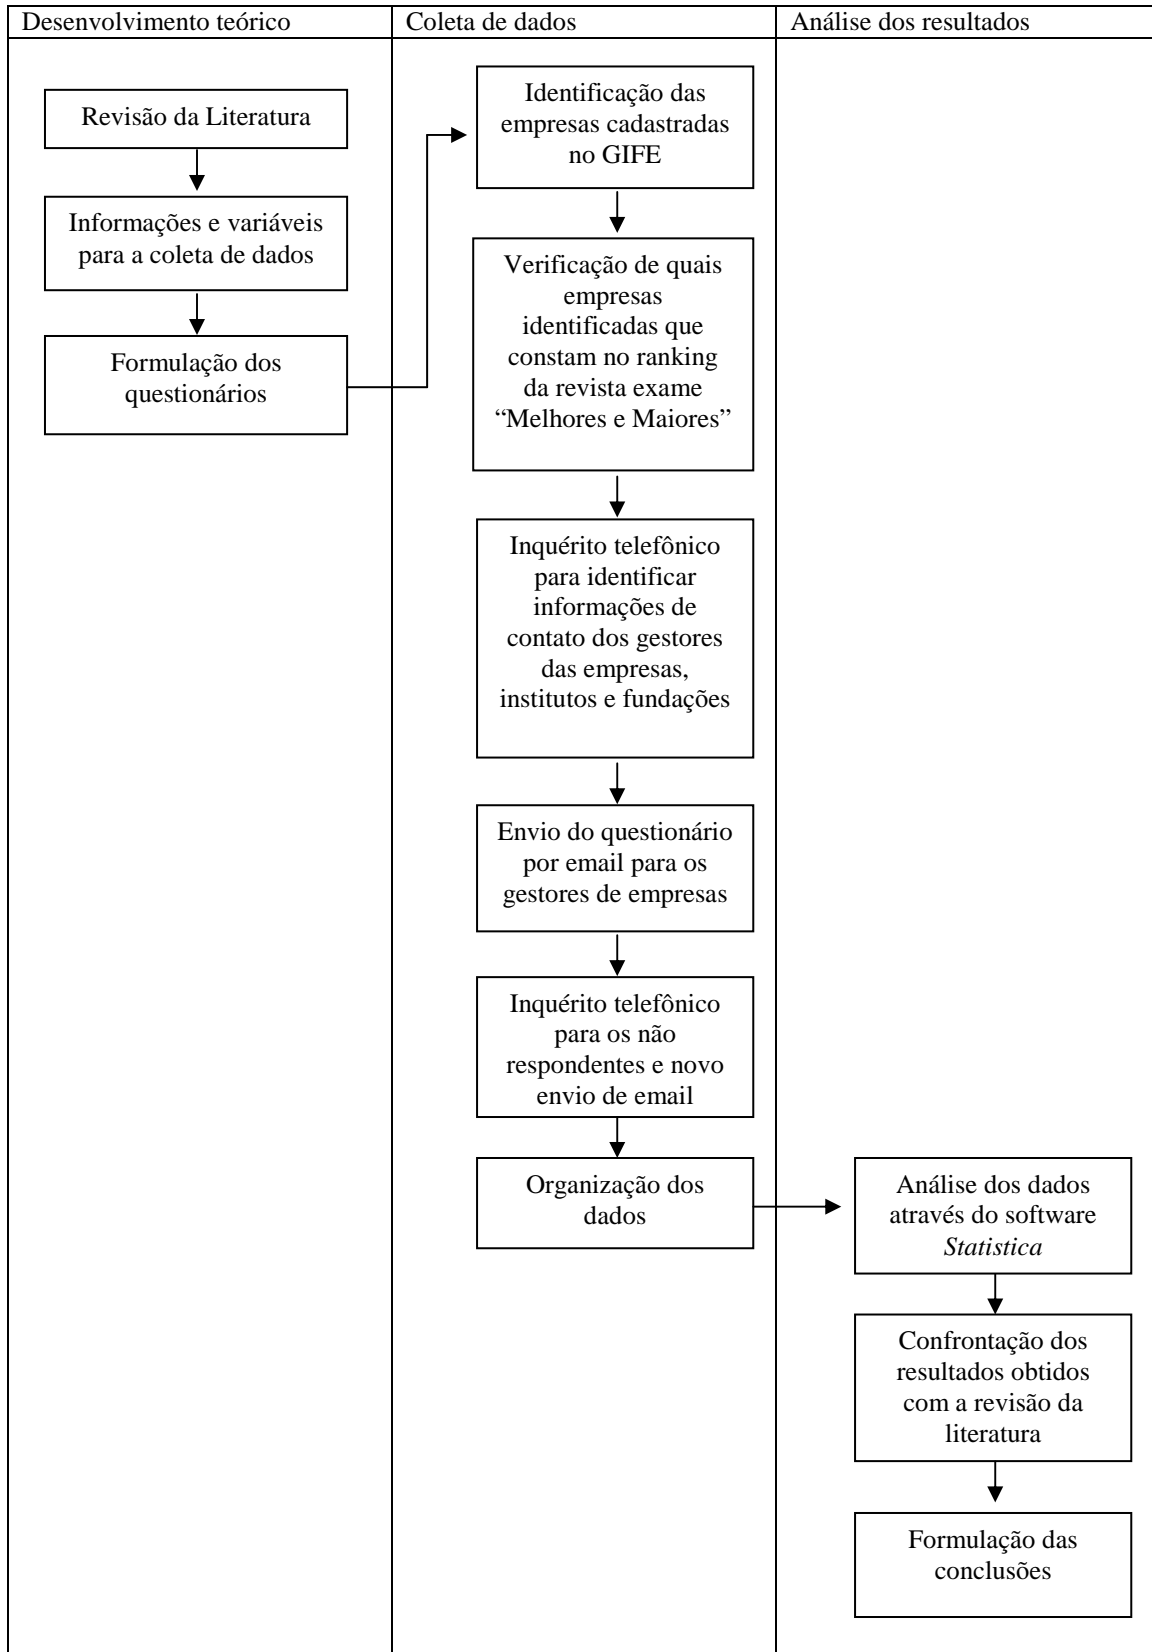 Desenvolvimento teórico
Coleta de dados
Análise dos resultados
Revisão da Literatura
Informações e variáveis
para a coleta de dados
Formulação dos
questionários
Identificação das
empresas cadastradas
no GIFE
Verificação de quais
empresas
identificadas que
constam no ranking
da revista exame
“Melhores e Maiores”
Inquérito telefônico
para identificar
informações de
contato dos gestores
das empresas,
institutos e fundações
Envio do questionário
por email para os
gestores de empresas
Inquérito telefônico
para os não
respondentes e novo
envio de email
Organização dos
dados
Análise dos dados
através do software
Statistica
Confrontação dos
resultados obtidos
com a revisão da
literatura
Formulação das
conclusões